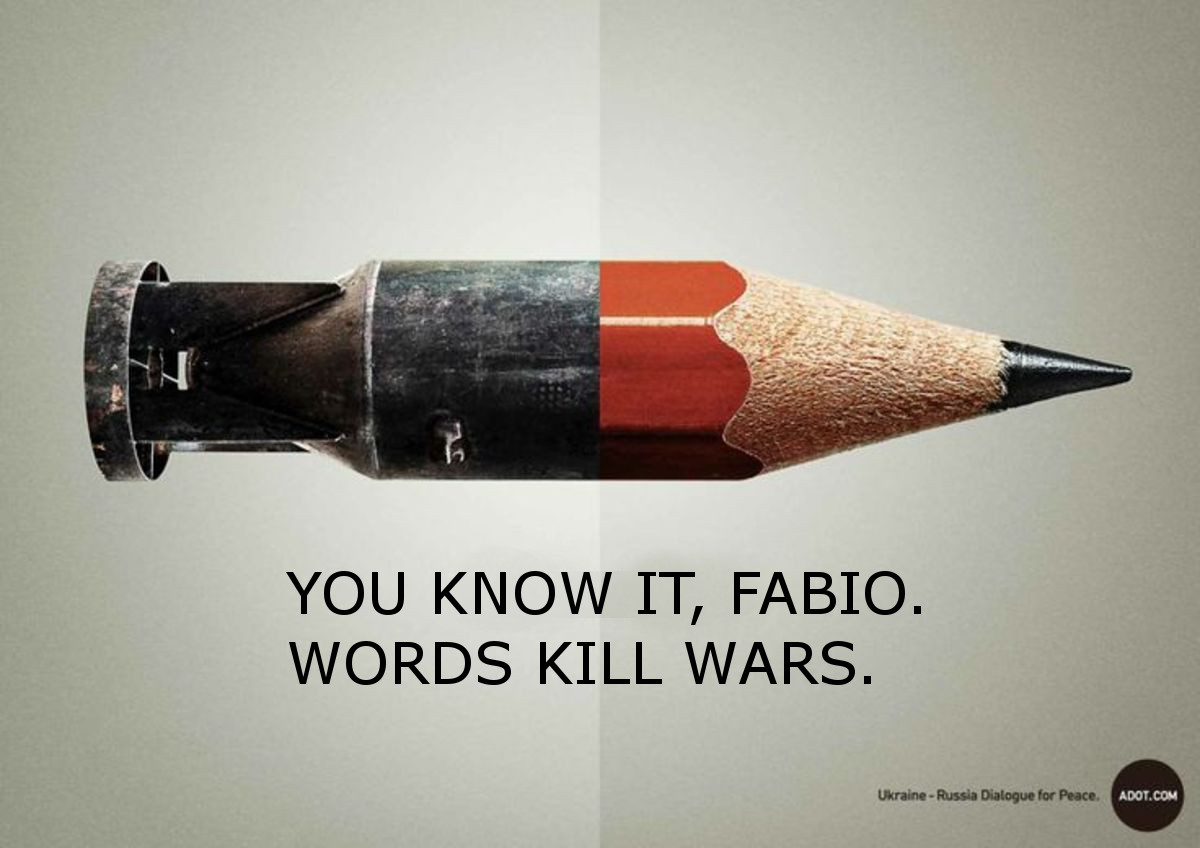 YOU KNOW IT, FABIO.
WORDS KILL WARS.
Ukraine - Russia Dialogue for Peace.
ADOT.COM